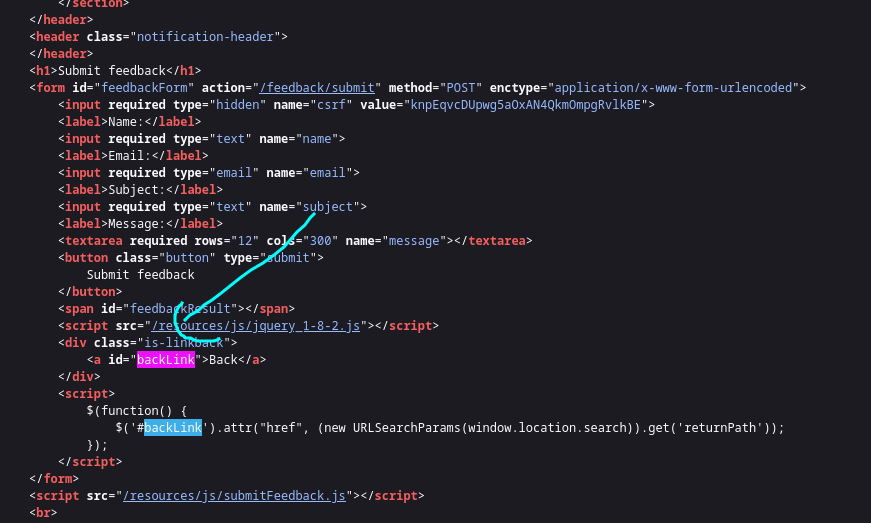 </section>
</header>
<header class="notification-header">
</header>
<h1>Submit feedback</h1>
<form id="feedbackForm" action="/feedback/submit" method="POST" enctype="application/x-www-form-urlencoded">
<input required type="hidden" name="csrf" value="knpEqvcDUpwg5aOxAN4QkmOmpgRvlkBE">
<label>Name:</label>
<input required type="text" name="name">
<label>Email:</label>
<input required type="email" name="email">
<label>Subject:</label>
<input required type="text" name="subject">
<label>Message:</label>
<textarea required rows="12" cols="300" name="message"></textarea>
<button class="button" type="submit">
Submit feedback
</button>
<span id="feedbackResult"></span>
<script src="/resources/js/jquery_1-8-2.js"></script>
<div class="is-linkback">
<a id="backLink">Back</a>
</div>
<script>
$(function() {
$('#backLink').attr("href", (new URLSearchParams(window.location.search)).get('returnPath'));
});
</script>
</form>
<script src="/resources/js/submitFeedback.js"></script>
<br>